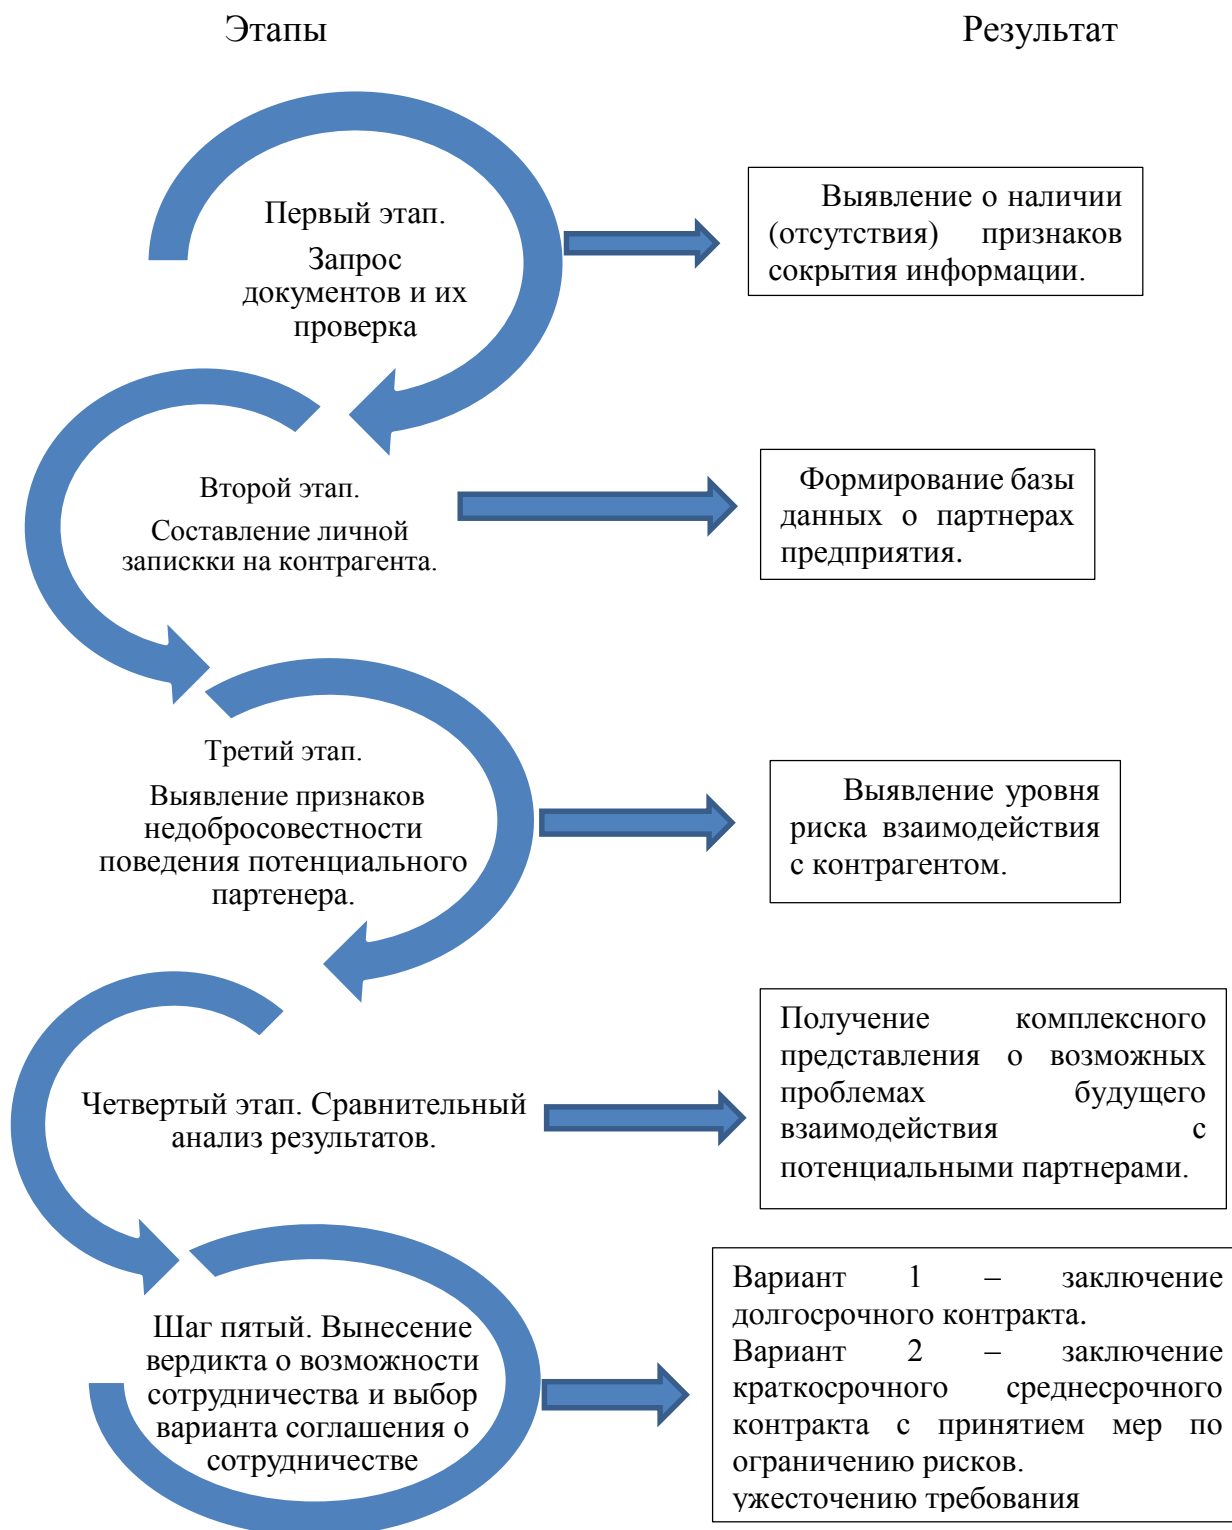 Этапы
Результат
Первый этап.
Запрос
документов и их
проверка
Выявление о наличии
(отсутствия) признаков
сокрытия информации.
Второй этап.
Составление личной
запискки на контрагента.
Формирование базы
данных о партнерах
предприятия.
Третий этап.
Выявление признаков
недобросовестности
поведения потенциального
партенера.
Выявление уровня
риска взаимодействия
с контрагентом.
Четвертый этап. Сравнительный
анализ результатов.
Получение комплексного
представления о возможных
проблемах будущего
взаимодействия с
потенциальными партнерами.
Шаг пятый. Вынесение
вердикта о возможности
сотрудничества и выбор
варианта соглашения о
сотрудничестве
Вариант 1 – заключение
долгосрочного контракта.
Вариант 2 – заключение
краткосрочного среднесрочного
контракта с принятием мер по
ограничению рисков.
ужесточению требования